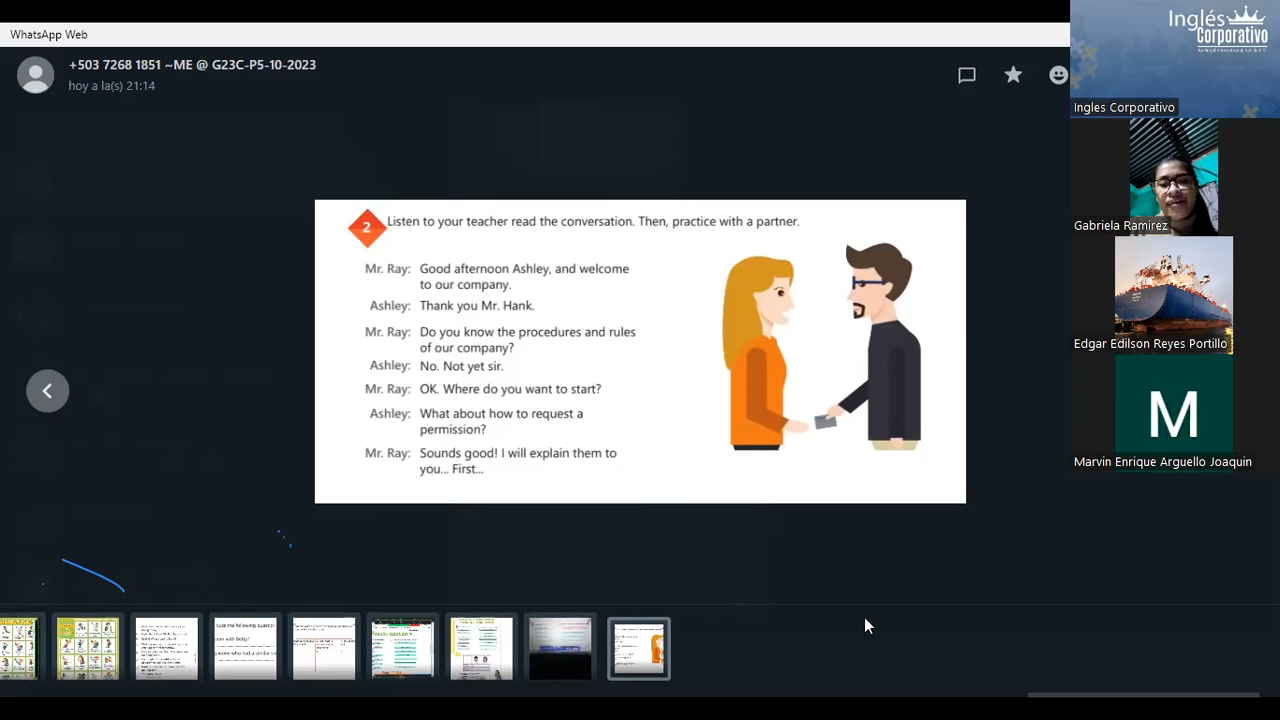 WhatsApp Web
+503 7268 1851 ~ME @ G23C-P5-10-2023
hoy a la(s) 21:14
2 Listen to your teacher read the conversation. Then, practice with a partner.
Mr. Ray: Good afternoon Ashley, and welcome
to our company.
Ashley: Thank you Mr. Hank.
Mr. Ray: Do you know the procedures and rules
of our company?
Ashley: No. Not yet sir.
Mr. Ray: OK. Where do you want to start?
Ashley: What about how to request a
permission?
Mr. Ray: Sounds good! I will explain them to
you... First...
Inglés
Corporativo
Ingles Corporativo
Gabriela Ramirez
Edgar Edilson Reyes Portillo
M
Marvin Enrique Arguello Joaquin